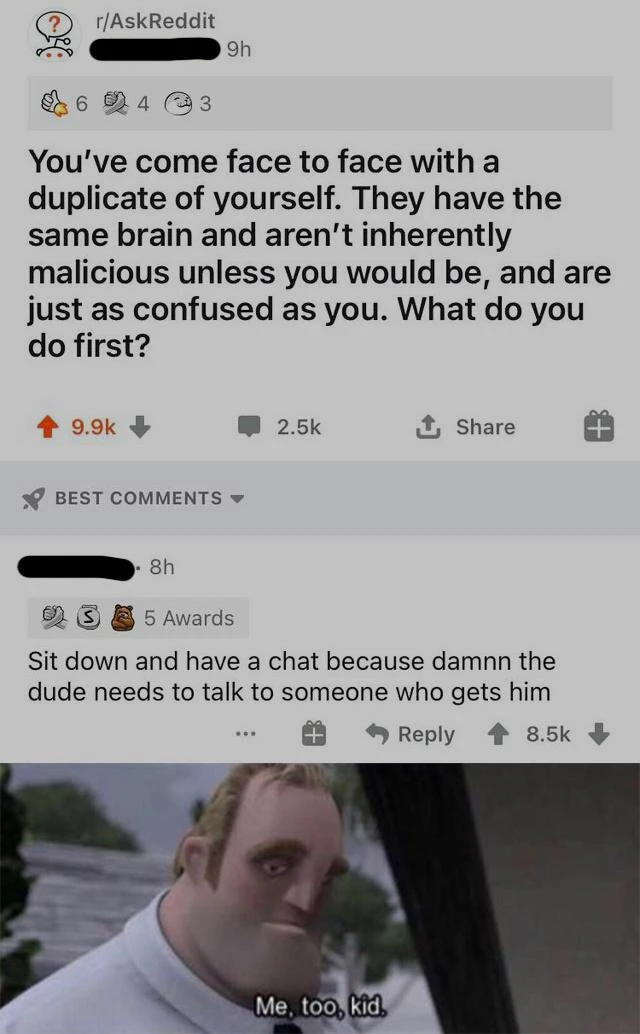 r/AskReddit
9h
6 4 3
You've come face to face with a
duplicate of yourself. They have the
same brain and aren't inherently
malicious unless you would be, and are
just as confused as you. What do you
do first?
9.9k 2.5k Share
BEST COMMENTS
· 8h
S 5 Awards
Sit down and have a chat because damnn the
dude needs to talk to someone who gets him
... Reply 8.5k
Me, too, kid.